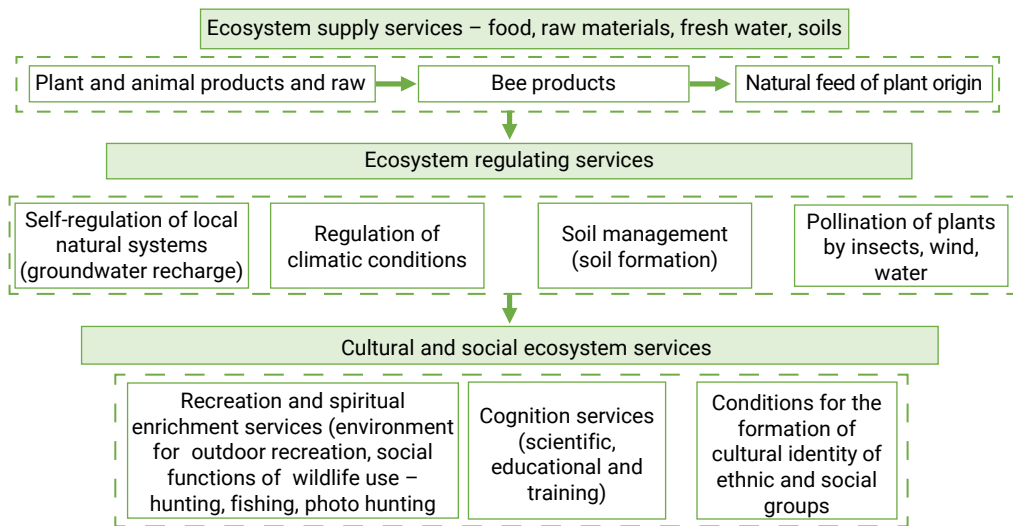 Ecosystem supply services – food, raw materials, fresh water, soils
Plant and animal products and raw
Bee products
Natural feed of plant origin
Ecosystem regulating services
Self-regulation of local
natural systems
(groundwater recharge)
Regulation of
climatic conditions
Soil management
(soil formation)
Pollination of plants
by insects, wind,
water
Cultural and social ecosystem services
Recreation and spiritual
enrichment services (environment
for outdoor recreation, social
functions of wildlife use –
hunting, fishing, photo hunting
Cognition services
(scientific,
educational and
training)
Conditions for the
formation of
cultural identity of
ethnic and social
groups